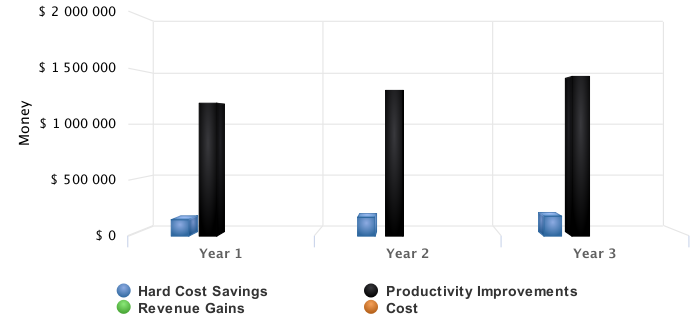 $ 2 000 000
$ 1 500 000
$ 1 000 000
$ 500 000
$ 0
Money
Year 1
Year 2
Year 3
Hard Cost Savings
Productivity Improvements
Revenue Gains
Cost